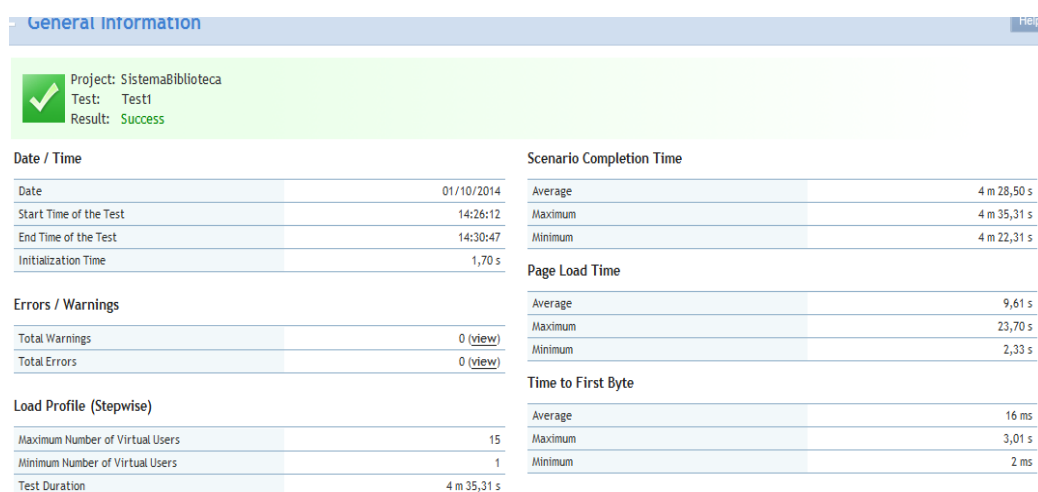 General Information
Help
Project: SistemaBiblioteca
Test: Test1
Result: Success
Date / Time
Date 01/10/2014
Start Time of the Test 14:26:12
End Time of the Test 14:30:47
Initialization Time 1,70 s
Errors / Warnings
Total Warnings 0 (view)
Total Errors 0 (view)
Load Profile (Stepwise)
Maximum Number of Virtual Users 15
Minimum Number of Virtual Users 1
Test Duration 4 m 35,31 s
Scenario Completion Time
Average 4 m 28,50 s
Maximum 4 m 35,31 s
Minimum 4 m 22,31 s
Page Load Time
Average 9,61 s
Maximum 23,70 s
Minimum 2,33 s
Time to First Byte
Average 16 ms
Maximum 3,01 s
Minimum 2 ms